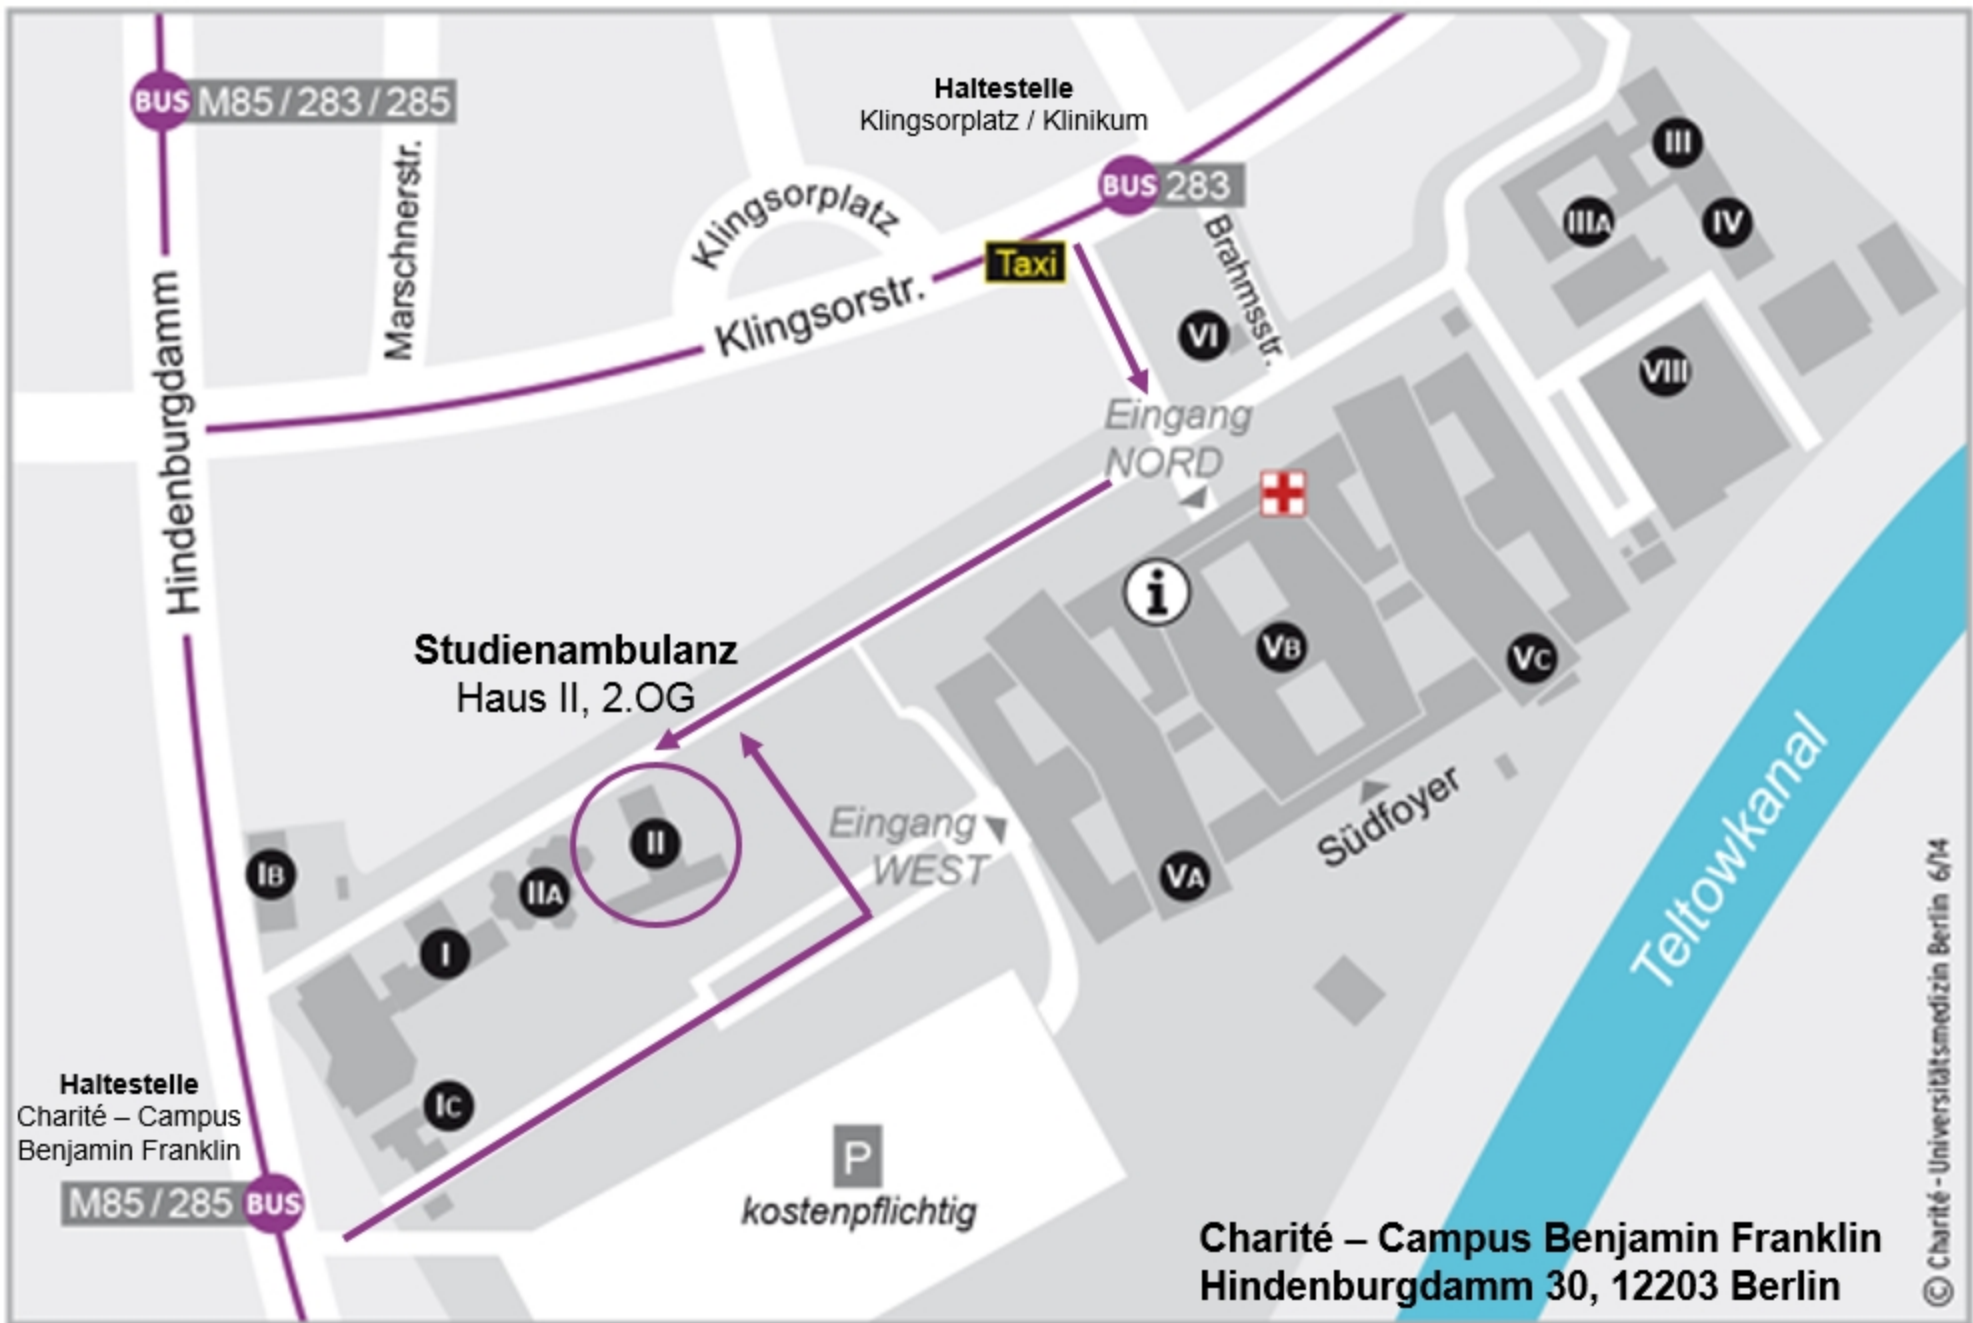 BUS M85 / 283 / 285
Haltestelle
Klingsorplatz / Klinikum
BUS 283
Taxi
Klingsorplatz
Marschnerstr.
Klingsorstr.
Brahmsstr.
Hindenburgdamm
III
IIIA
IV
VI
VIII
Eingang
NORD
i
VB
VC
VA
Studienambulanz
Haus II, 2.OG
II
IIA
IB
I
IC
Eingang
WEST
Südfoyer
Teltowkanal
Haltestelle
Charité – Campus
Benjamin Franklin
M85 / 285 BUS
P
kostenpflichtig
Charité – Campus Benjamin Franklin
Hindenburgdamm 30, 12203 Berlin
© Charité - Universitätsmedizin Berlin 6/14